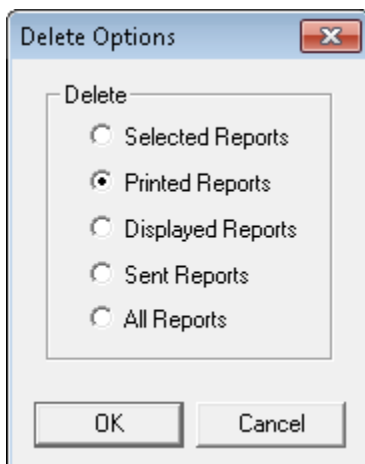 Delete Options
Delete
Selected Reports
Printed Reports
Displayed Reports
Sent Reports
All Reports
OK Cancel